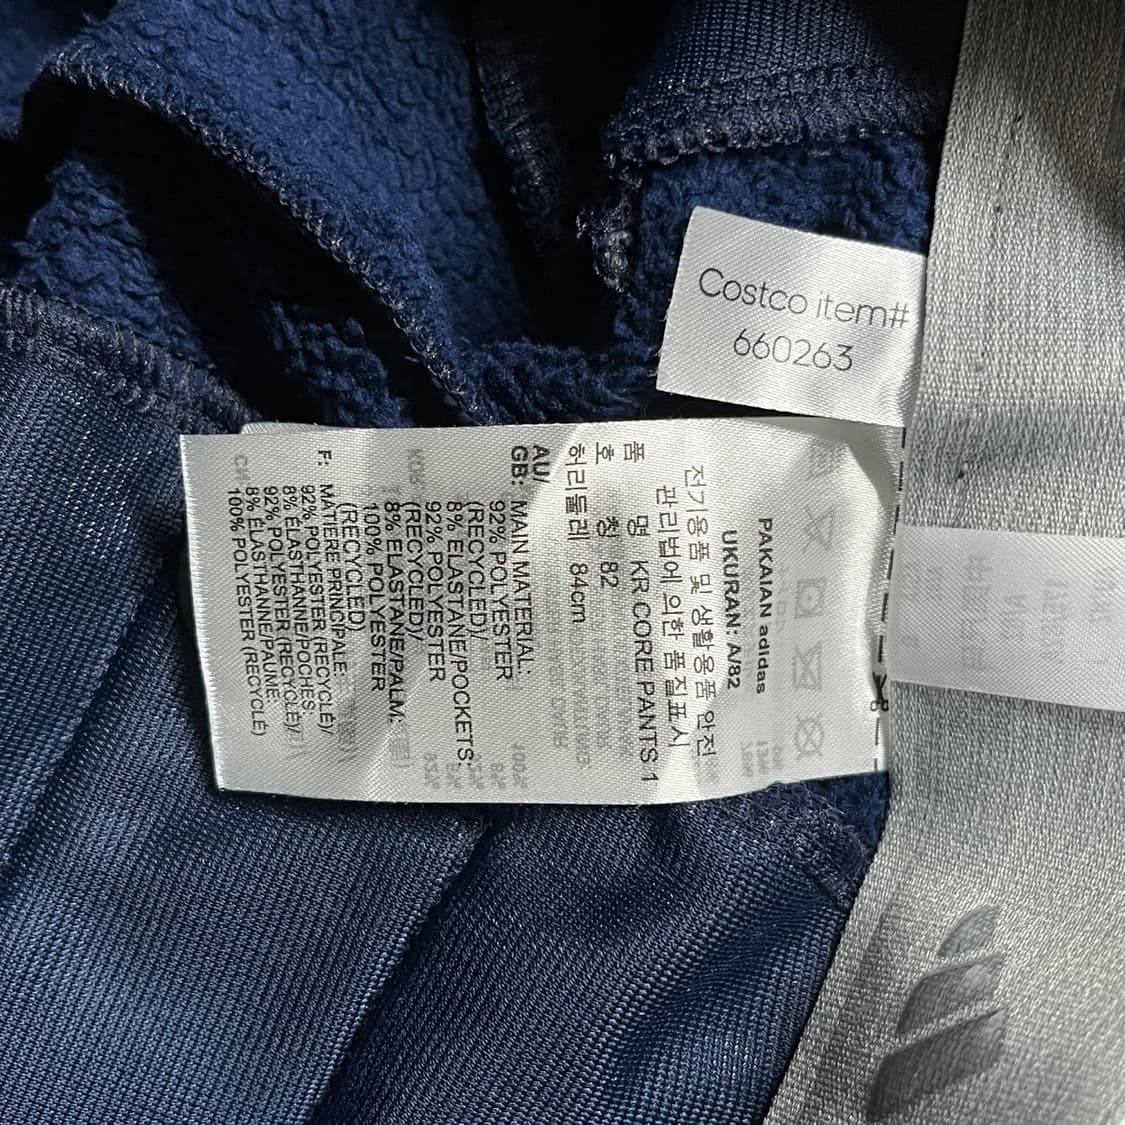 Costco item#
660263
PAKAIAN adidas
UKURAN: A/82
전기용품 및 생활용품 안전
관리법에 의한 품질표시
품 명 KR CORE PANTS 1
호 칭 82
허리둘레 84cm
AU/
GB: MAIN MATERIAL:
92% POLYESTER
(RECYCLED)/
8% ELASTANE/POCKETS:
92% POLYESTER
(RECYCLED)/
8% ELASTANE/PALM:
100% POLYESTER
(RECYCLED)
F: MATIERE PRINCIPALE:
92% POLYESTER (RECYCLÉ)/
8% ÉLASTHANNE/POCHES:
92% POLYESTER (RECYCLÉ)/
8% ÉLASTHANNE/PAUME:
100% POLYESTER (RECYCLÉ)